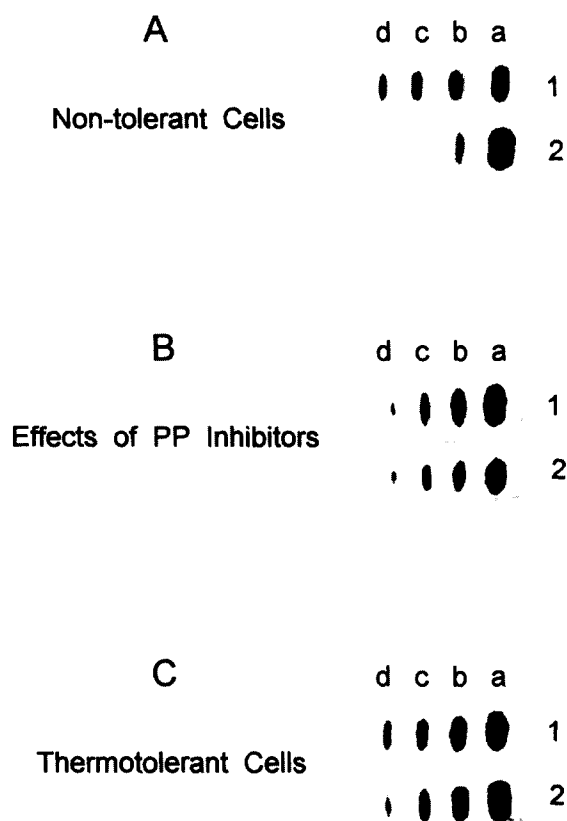 A
d c b a
1
Non-tolerant Cells
2
B
d c b a
1
Effects of PP Inhibitors
2
C
d c b a
1
Thermotolerant Cells
2